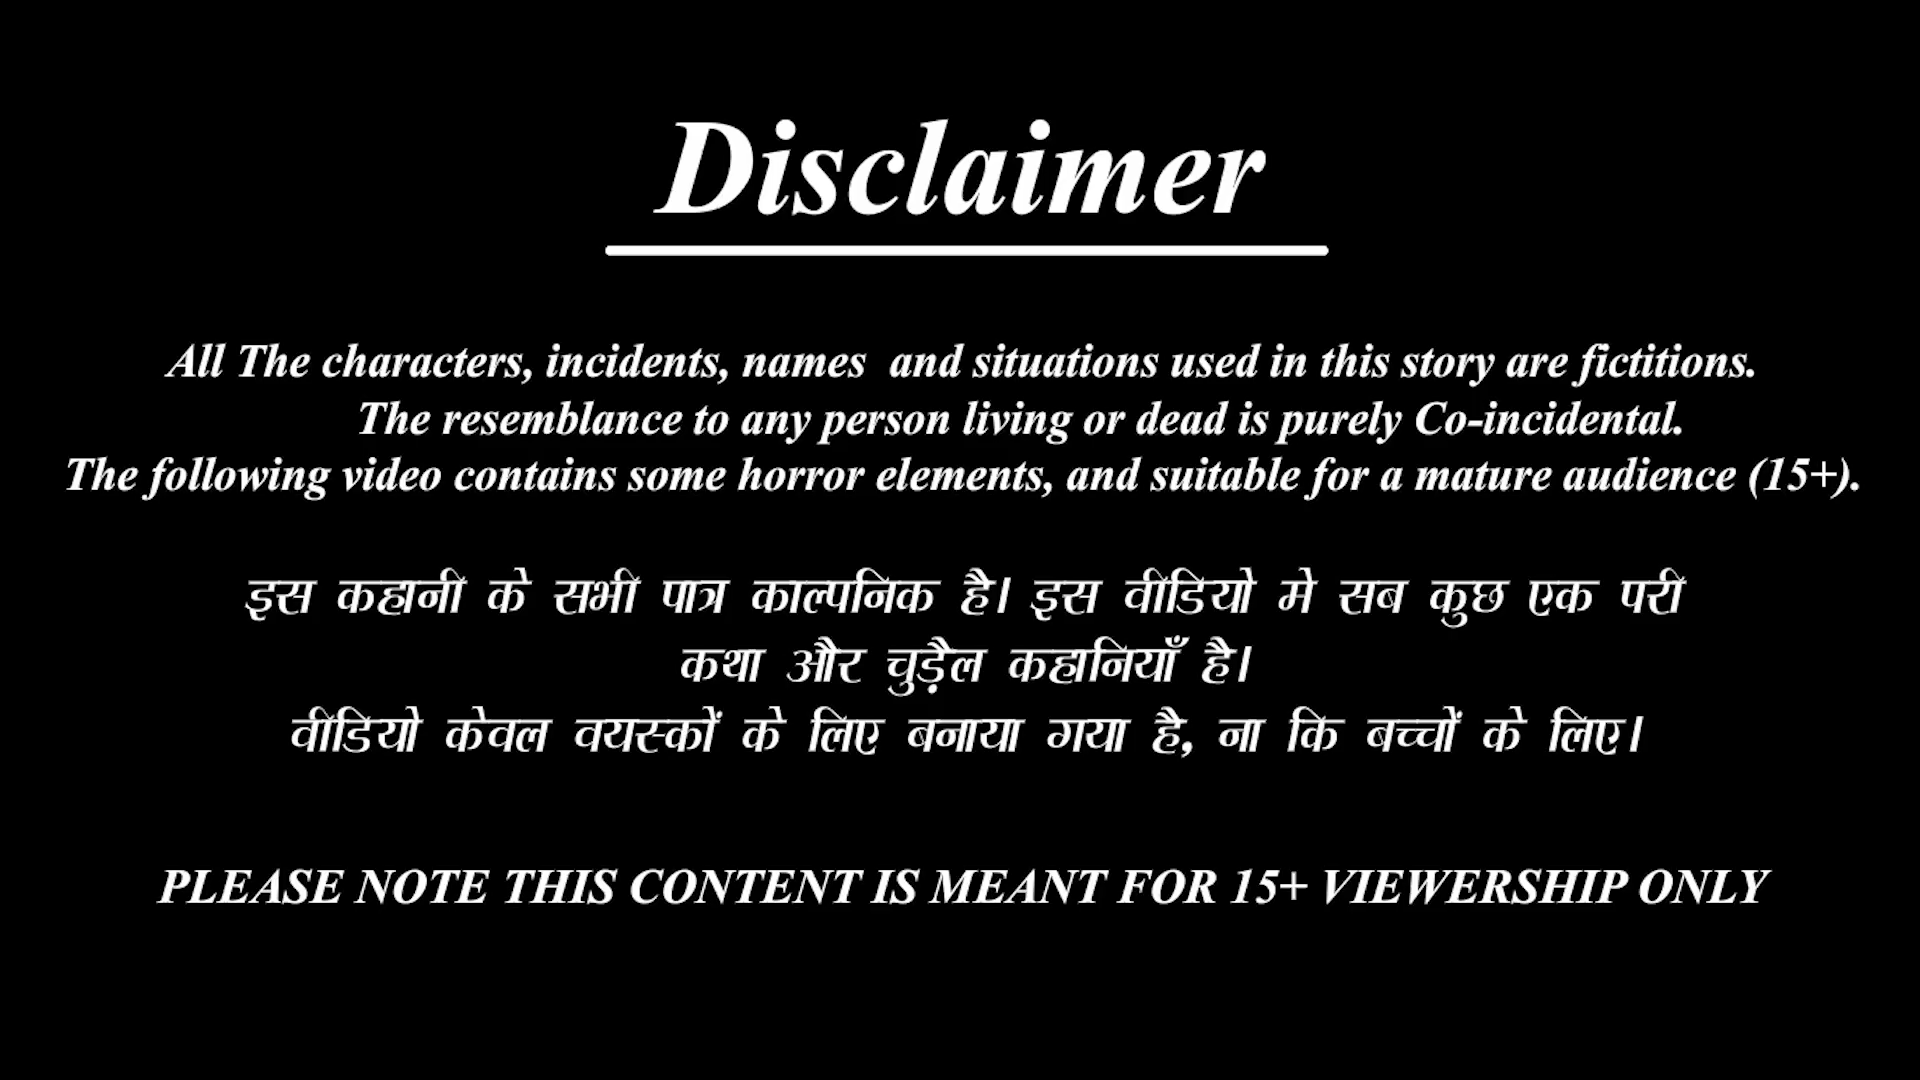 Disclaimer
All The characters, incidents, names and situations used in this story are fictitions.
The resemblance to any person living or dead is purely Co-incidental.
The following video contains some horror elements, and suitable for a mature audience (15+).
इस कहानी के सभी पात्र काल्पनिक है। इस वीडियो मे सब कुछ एक परी
कथा और चुड़ैल कहानियाँ है।
वीडियो केवल वयस्कों के लिए बनाया गया है, ना कि बच्चों के लिए।
PLEASE NOTE THIS CONTENT IS MEANT FOR 15+ VIEWERSHIP ONLY